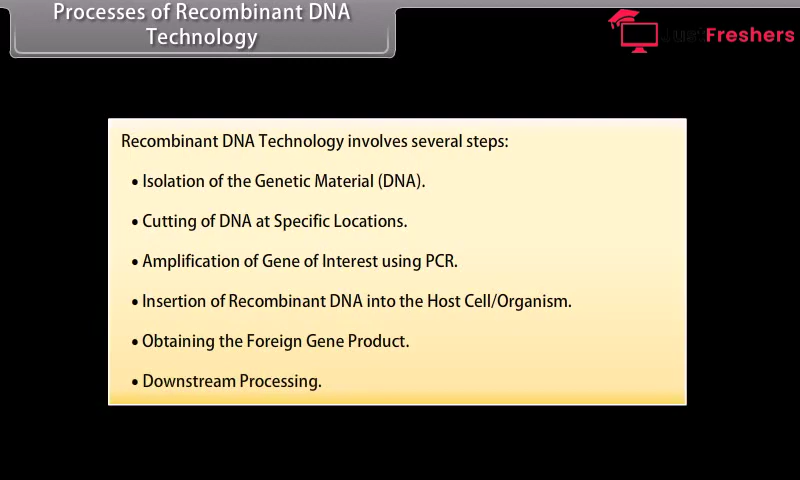 Processes of Recombinant DNA
Technology
JustFreshers
Recombinant DNA Technology involves several steps:
• Isolation of the Genetic Material (DNA).
• Cutting of DNA at Specific Locations.
• Amplification of Gene of Interest using PCR.
• Insertion of Recombinant DNA into the Host Cell/Organism.
• Obtaining the Foreign Gene Product.
• Downstream Processing.